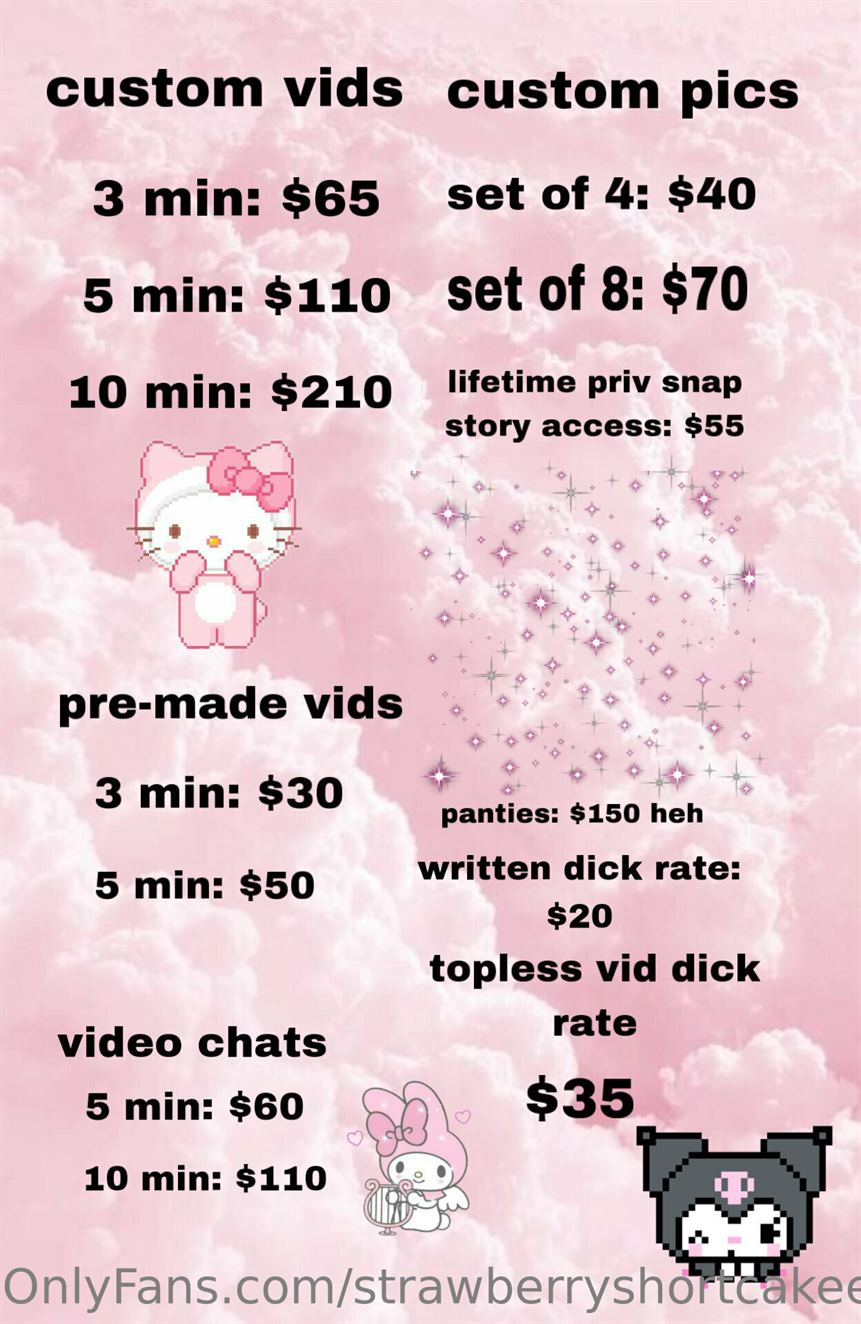 custom vids
3 min: $65
5 min: $110
10 min: $210
custom pics
set of 4: $40
set of 8: $70
lifetime priv snap
story access: $55
pre-made vids
3 min: $30
5 min: $50
panties: $150 heh
written dick rate:
$20
topless vid dick
rate
$35
video chats
5 min: $60
10 min: $110
OnlyFans.com/strawberryshortcakee